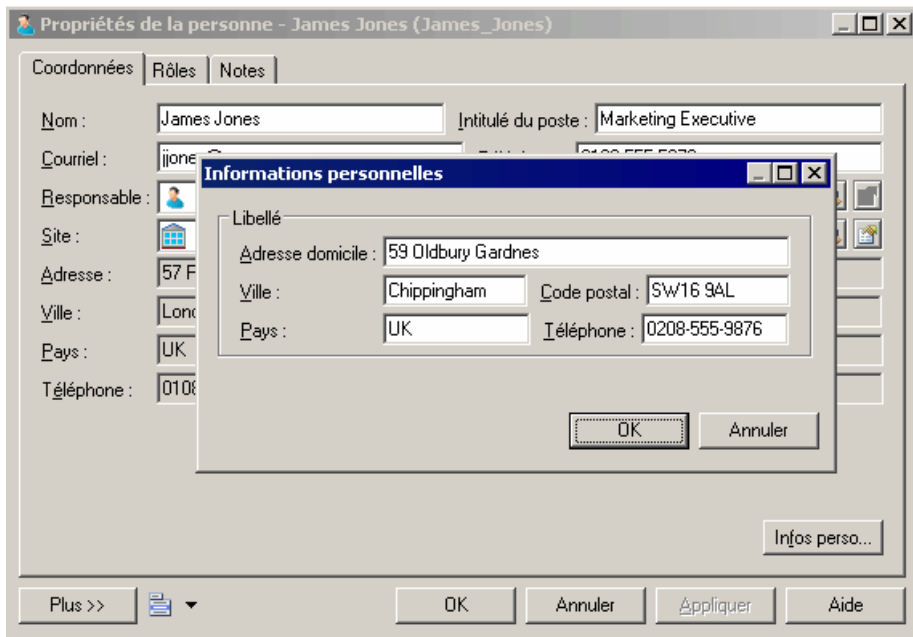 Propriétés de la personne - James Jones (James_Jones)
Coordonnées Rôles Notes
Nom : James Jones Intitulé du poste : Marketing Executive
Courriel :
Informations personnelles
Responsable :
Libellé
Site :
Adresse domicile : 59 Oldbury Gardnes
Adresse : 57
Ville : Chippingham Code postal : SW16 9AL
Ville :
Pays : UK Téléphone : 0208-555-9876
Pays : UK
Téléphone :
OK Annuler
Infos perso...
Plus >> OK Annuler Appliquer Aide